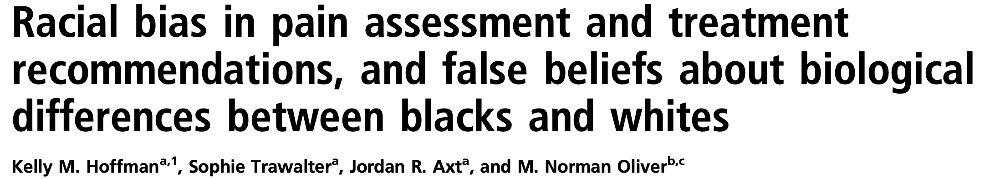 Racial bias in pain assessment and treatment
recommendations, and false beliefs about biological
differences between blacks and whites
Kelly M. Hoffmanᵃ,¹, Sophie Trawalterᵃ, Jordan R. Axtᵃ, and M. Norman Oliverᵇ,ᶜ